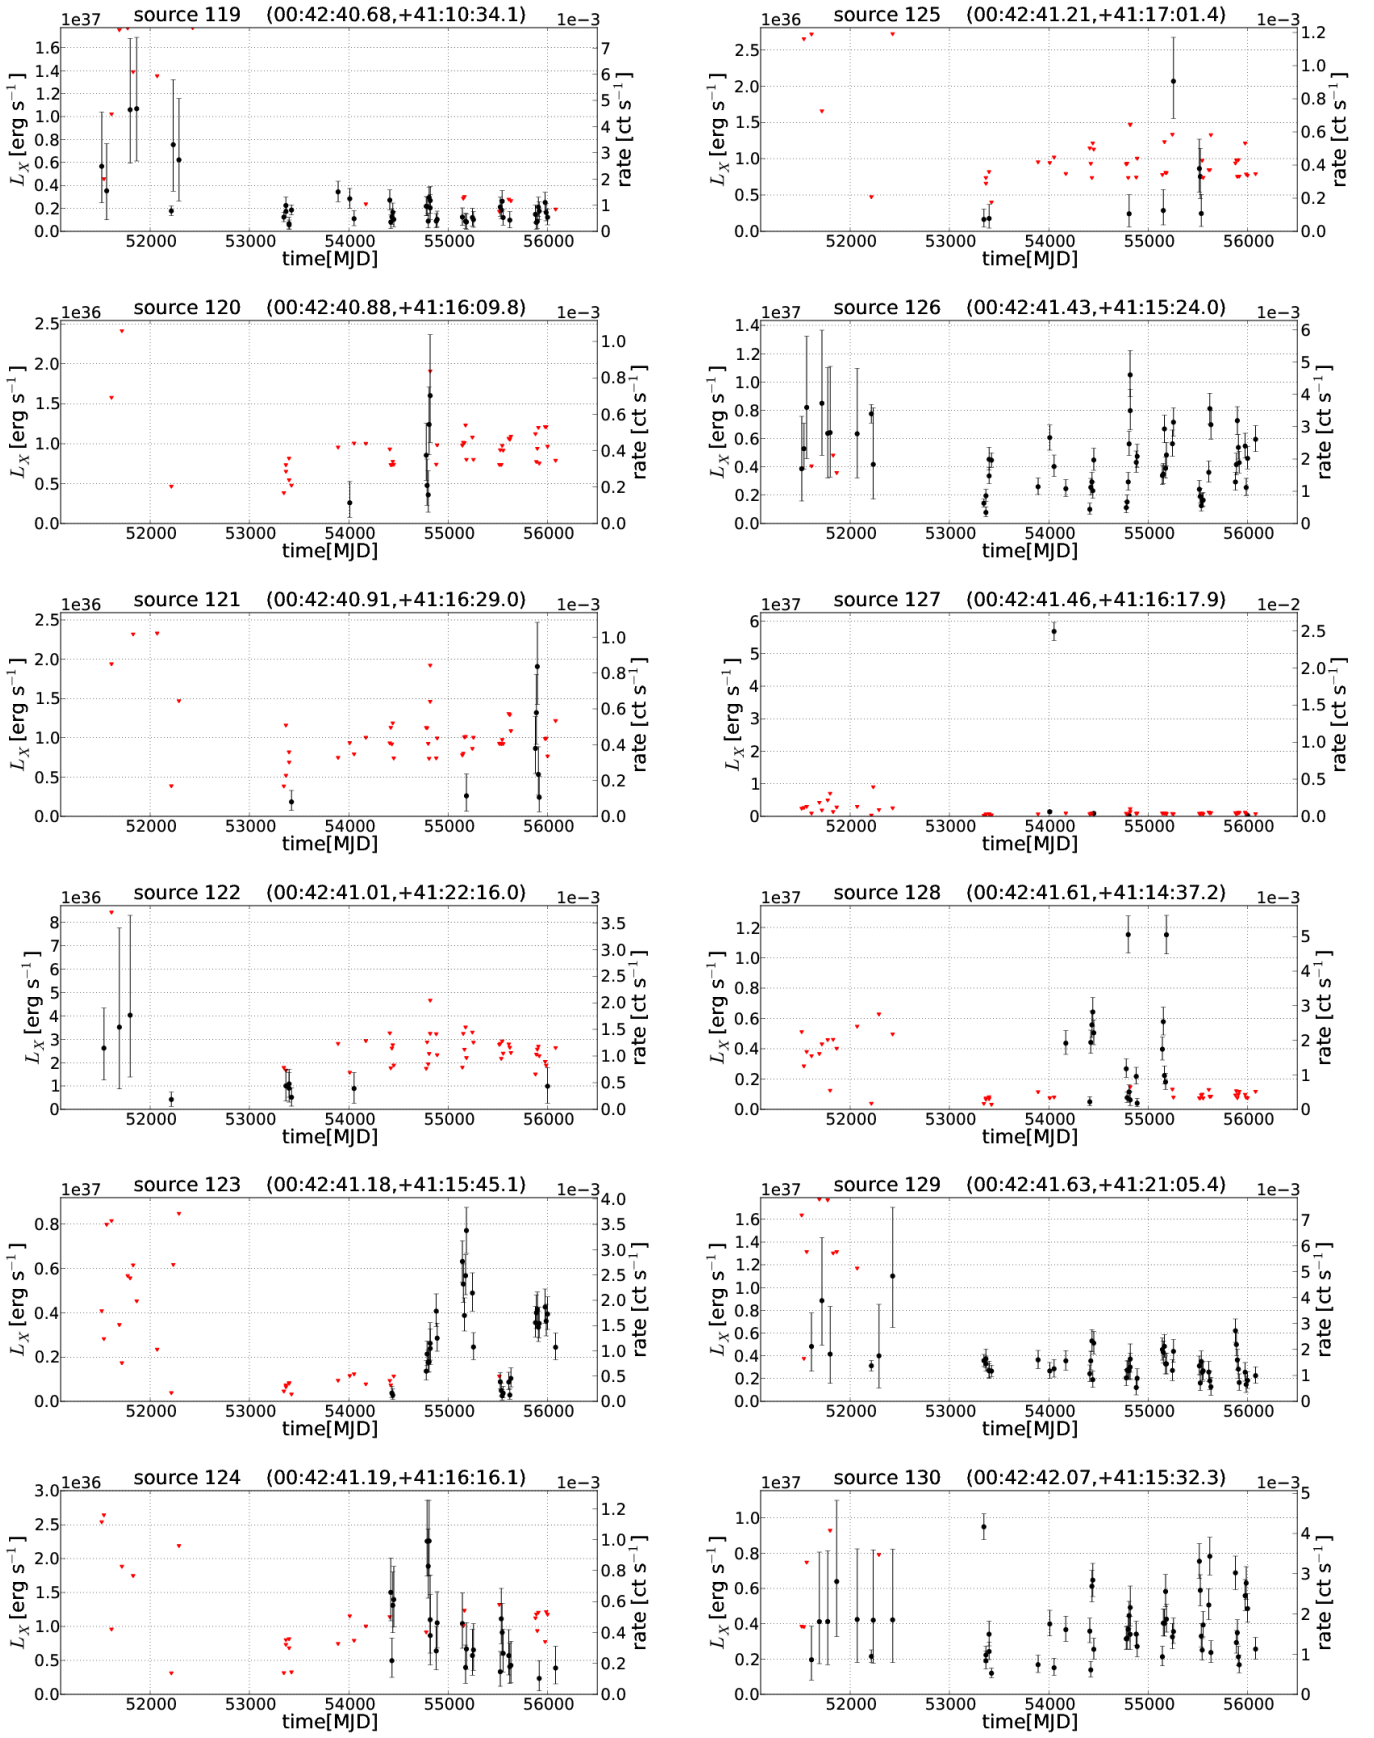 1e37 source 119 (00:42:40.68,+41:10:34.1) 1e−3
1.6
1.4
1.2
1.0
0.8
0.6
0.4
0.2
0.0
L_X [erg s⁻¹]
7
6
5
4
3
2
1
0
rate [ct s⁻¹]
52000 53000 54000 55000 56000
time[MJD]
1e36 source 125 (00:42:41.21,+41:17:01.4) 1e−3
2.5
2.0
1.5
1.0
0.5
0.0
L_X [erg s⁻¹]
1.2
1.0
0.8
0.6
0.4
0.2
0.0
rate [ct s⁻¹]
52000 53000 54000 55000 56000
time[MJD]
1e36 source 120 (00:42:40.88,+41:16:09.8) 1e−3
2.5
2.0
1.5
1.0
0.5
0.0
L_X [erg s⁻¹]
1.0
0.8
0.6
0.4
0.2
0.0
rate [ct s⁻¹]
52000 53000 54000 55000 56000
time[MJD]
1e37 source 126 (00:42:41.43,+41:15:24.0) 1e−3
1.4
1.2
1.0
0.8
0.6
0.4
0.2
0.0
L_X [erg s⁻¹]
6
5
4
3
2
1
0
rate [ct s⁻¹]
52000 53000 54000 55000 56000
time[MJD]
1e36 source 121 (00:42:40.91,+41:16:29.0) 1e−3
2.5
2.0
1.5
1.0
0.5
0.0
L_X [erg s⁻¹]
1.0
0.8
0.6
0.4
0.2
0.0
rate [ct s⁻¹]
52000 53000 54000 55000 56000
time[MJD]
1e37 source 127 (00:42:41.46,+41:16:17.9) 1e−2
6
5
4
3
2
1
0
L_X [erg s⁻¹]
2.5
2.0
1.5
1.0
0.5
0.0
rate [ct s⁻¹]
52000 53000 54000 55000 56000
time[MJD]
1e36 source 122 (00:42:41.01,+41:22:16.0) 1e−3
8
7
6
5
4
3
2
1
0
L_X [erg s⁻¹]
3.5
3.0
2.5
2.0
1.5
1.0
0.5
0.0
rate [ct s⁻¹]
52000 53000 54000 55000 56000
time[MJD]
1e37 source 128 (00:42:41.61,+41:14:37.2) 1e−3
1.2
1.0
0.8
0.6
0.4
0.2
0.0
L_X [erg s⁻¹]
5
4
3
2
1
0
rate [ct s⁻¹]
52000 53000 54000 55000 56000
time[MJD]
1e37 source 123 (00:42:41.18,+41:15:45.1) 1e−3
0.8
0.6
0.4
0.2
0.0
L_X [erg s⁻¹]
4.0
3.5
3.0
2.5
2.0
1.5
1.0
0.5
0.0
rate [ct s⁻¹]
52000 53000 54000 55000 56000
time[MJD]
1e37 source 129 (00:42:41.63,+41:21:05.4) 1e−3
1.6
1.4
1.2
1.0
0.8
0.6
0.4
0.2
0.0
L_X [erg s⁻¹]
7
6
5
4
3
2
1
0
rate [ct s⁻¹]
52000 53000 54000 55000 56000
time[MJD]
1e36 source 124 (00:42:41.19,+41:16:16.1) 1e−3
3.0
2.5
2.0
1.5
1.0
0.5
0.0
L_X [erg s⁻¹]
1.2
1.0
0.8
0.6
0.4
0.2
0.0
rate [ct s⁻¹]
52000 53000 54000 55000 56000
time[MJD]
1e37 source 130 (00:42:42.07,+41:15:32.3) 1e−3
1.0
0.8
0.6
0.4
0.2
0.0
L_X [erg s⁻¹]
5
4
3
2
1
0
rate [ct s⁻¹]
52000 53000 54000 55000 56000
time[MJD]